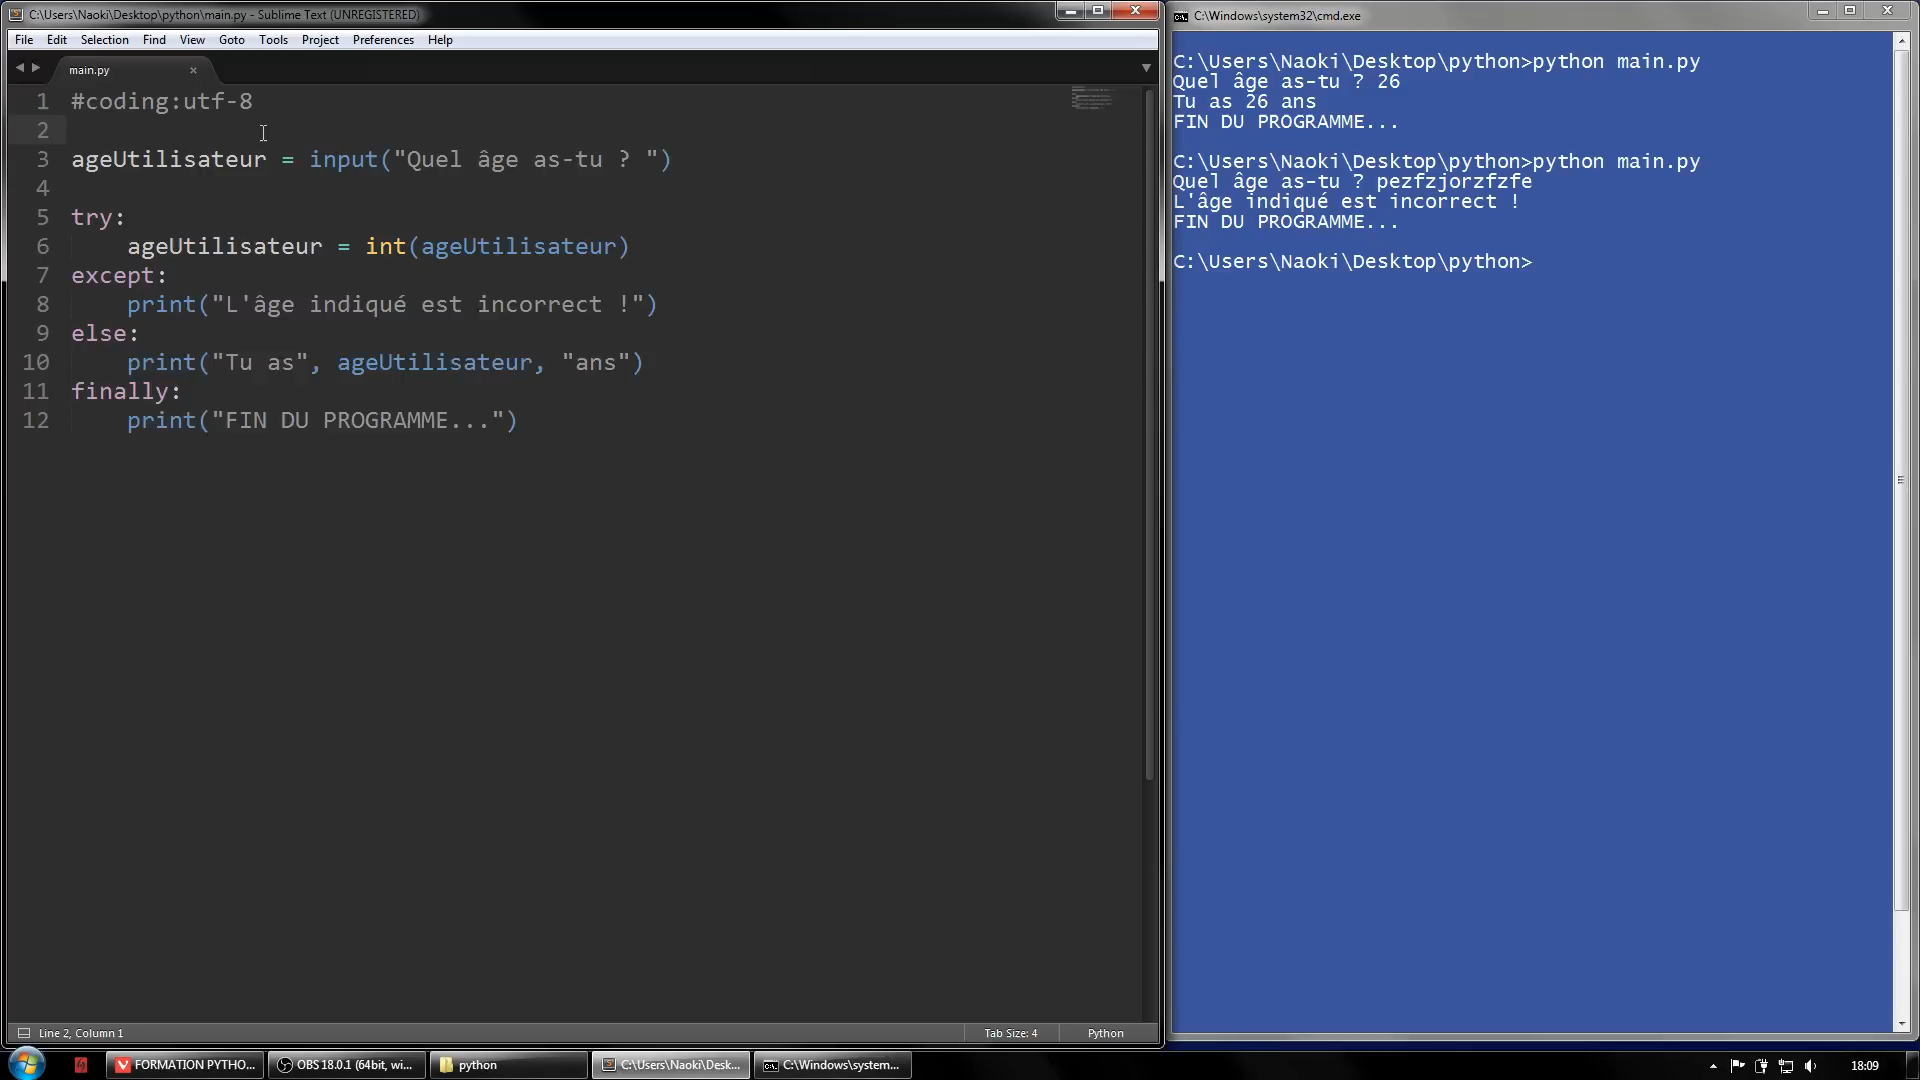 C:\Users\Naoki\Desktop\python\main.py - Sublime Text (UNREGISTERED)
File Edit Selection Find View Goto Tools Project Preferences Help
main.py
1 #coding:utf-8
2
3 ageUtilisateur = input("Quel âge as-tu ? ")
4
5 try:
6 ageUtilisateur = int(ageUtilisateur)
7 except:
8 print("L'âge indiqué est incorrect !")
9 else:
10 print("Tu as", ageUtilisateur, "ans")
11 finally:
12 print("FIN DU PROGRAMME...")
Line 2, Column 1
Tab Size: 4
Python
C:\Windows\system32\cmd.exe
C:\Users\Naoki\Desktop\python>python main.py
Quel âge as-tu ? 26
Tu as 26 ans
FIN DU PROGRAMME...
C:\Users\Naoki\Desktop\python>python main.py
Quel âge as-tu ? pezfzjorzfzfe
L'âge indiqué est incorrect !
FIN DU PROGRAMME...
C:\Users\Naoki\Desktop\python>
FORMATION PYTHO...
OBS 18.0.1 (64bit, wi...
python
C:\Users\Naoki\Desk...
C:\Windows\system...
18:09